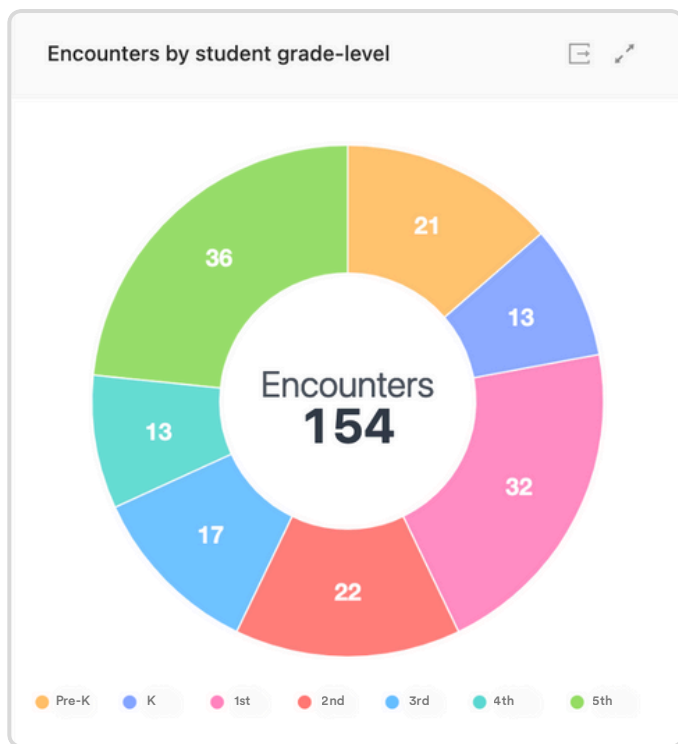 Encounters by student grade-level
21
36
13
Encounters
154
13
32
17
22
Pre-K K 1st 2nd 3rd 4th 5th